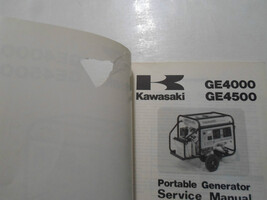 GE4000
GE4500
Kawasaki
Portable Generator
Service Manual